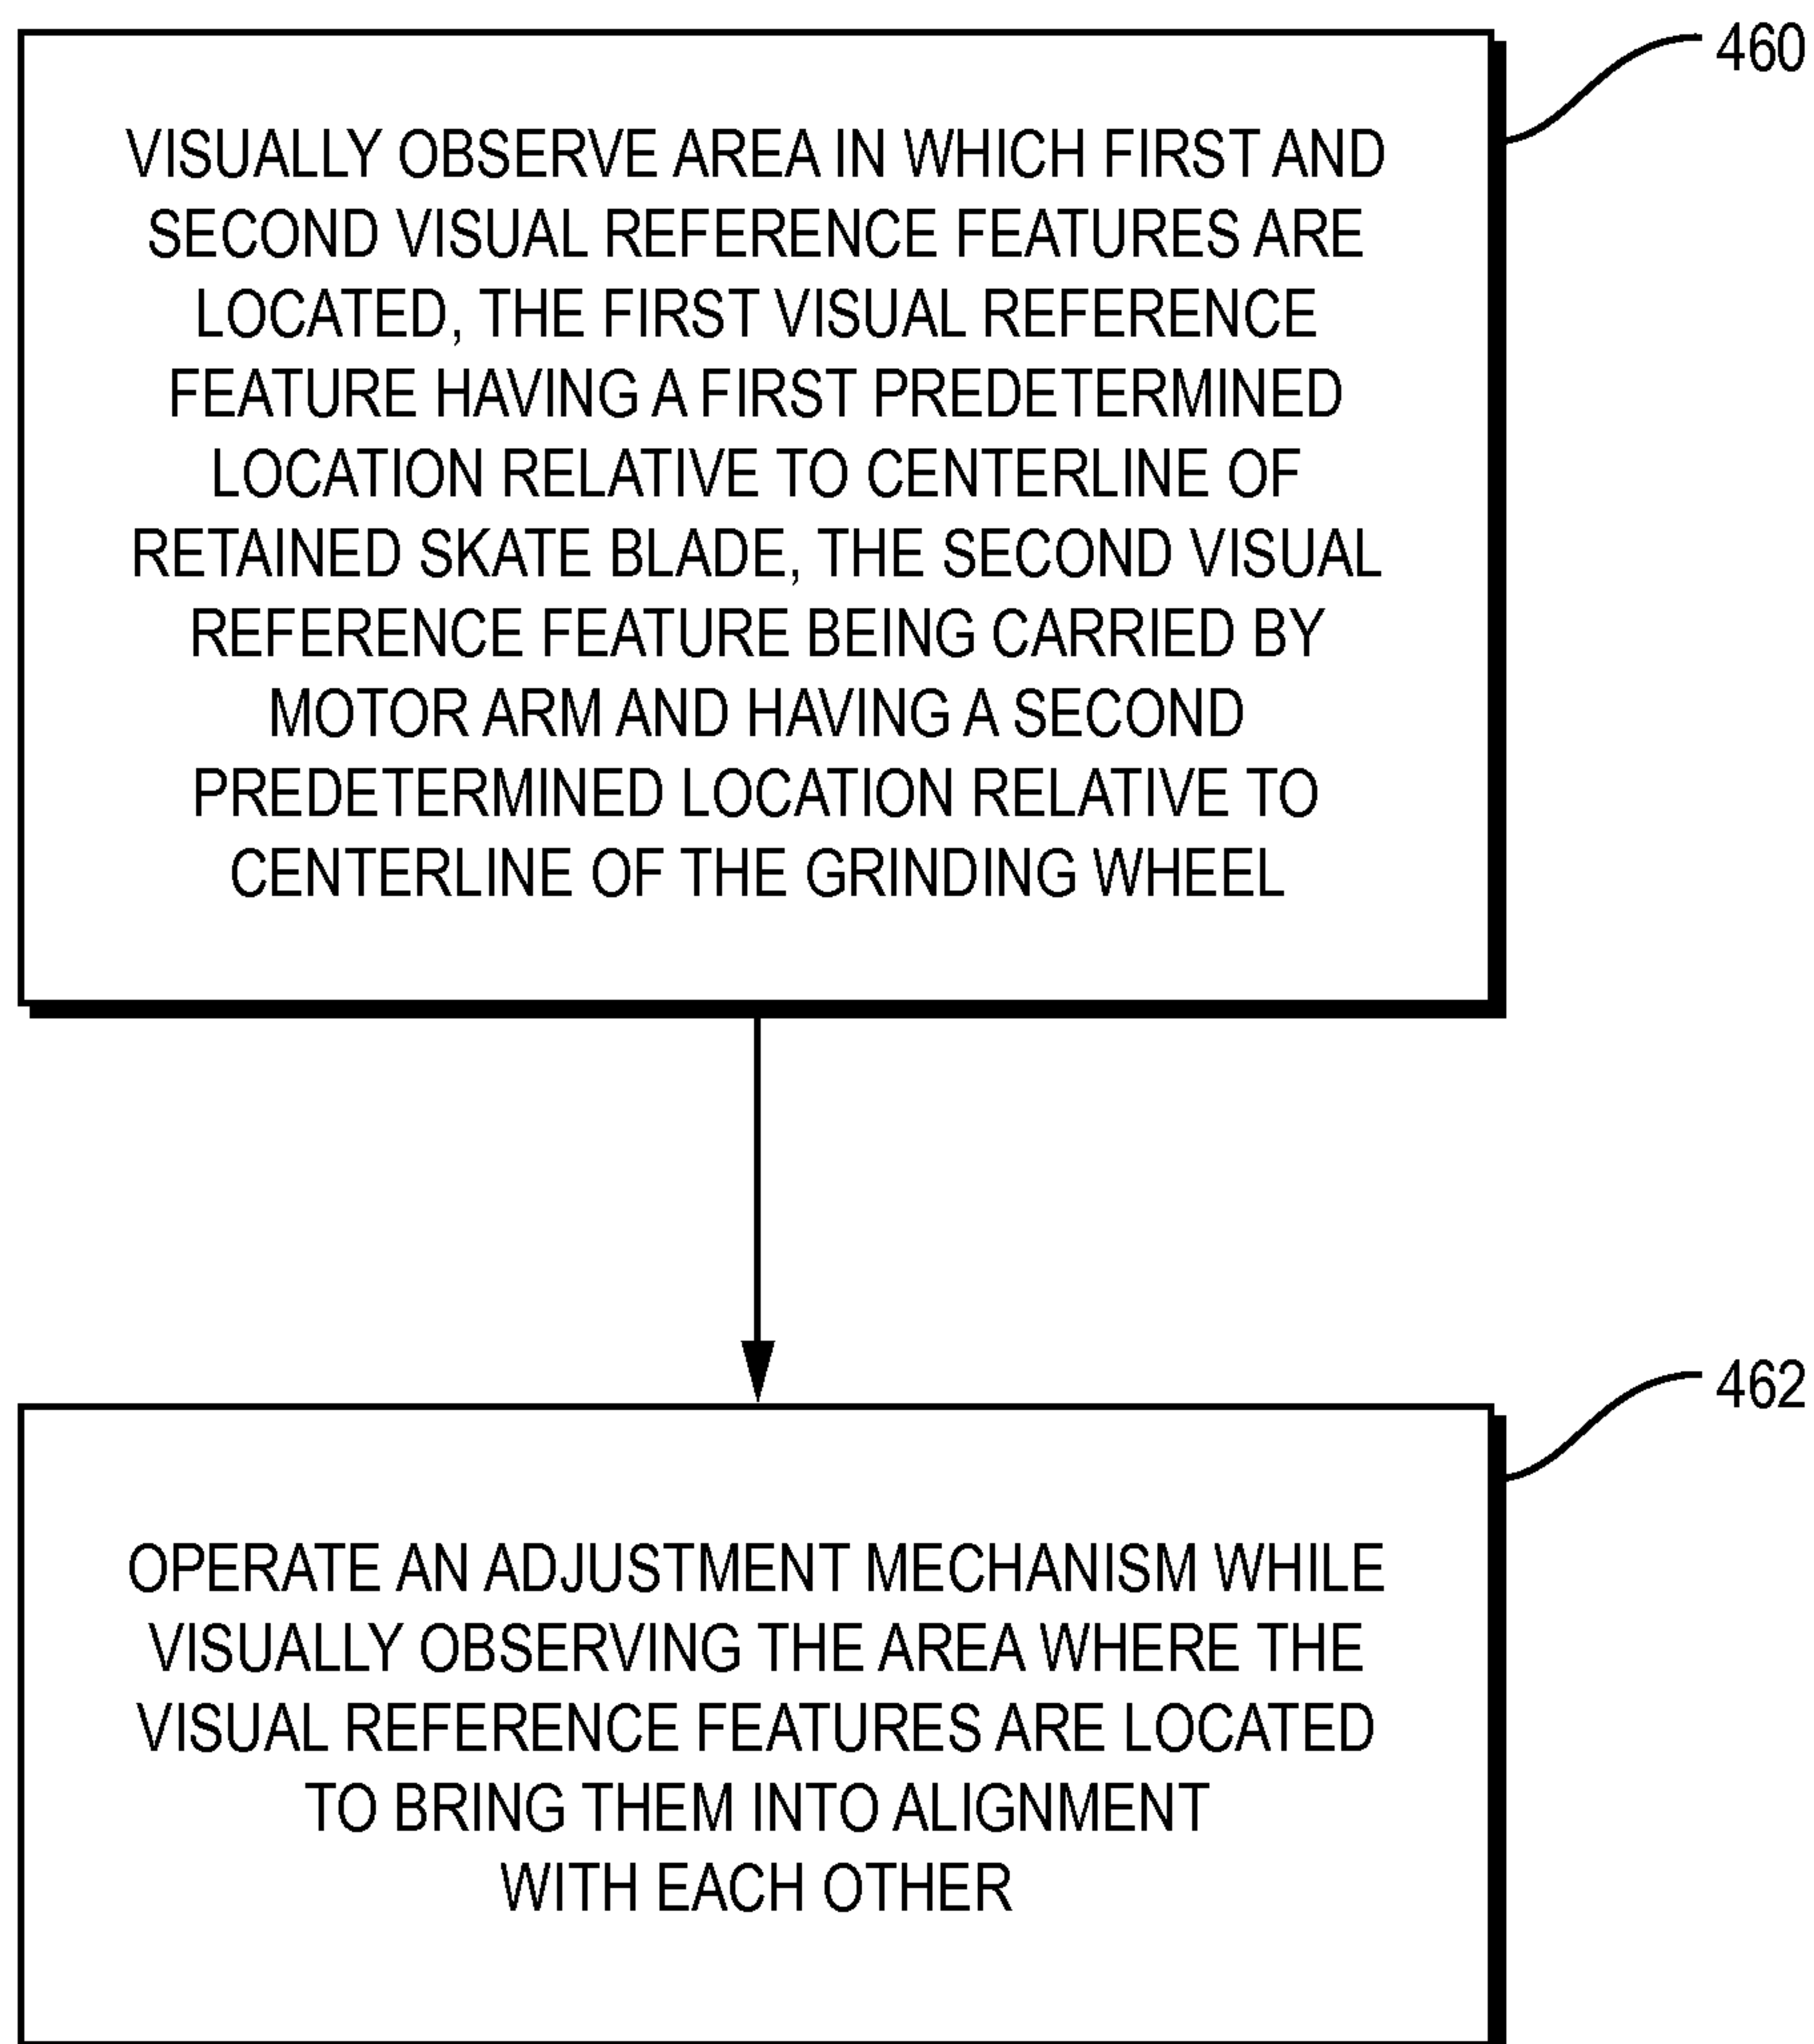 460
VISUALLY OBSERVE AREA IN WHICH FIRST AND
SECOND VISUAL REFERENCE FEATURES ARE
LOCATED, THE FIRST VISUAL REFERENCE
FEATURE HAVING A FIRST PREDETERMINED
LOCATION RELATIVE TO CENTERLINE OF
RETAINED SKATE BLADE, THE SECOND VISUAL
REFERENCE FEATURE BEING CARRIED BY
MOTOR ARM AND HAVING A SECOND
PREDETERMINED LOCATION RELATIVE TO
CENTERLINE OF THE GRINDING WHEEL
462
OPERATE AN ADJUSTMENT MECHANISM WHILE
VISUALLY OBSERVING THE AREA WHERE THE
VISUAL REFERENCE FEATURES ARE LOCATED
TO BRING THEM INTO ALIGNMENT
WITH EACH OTHER